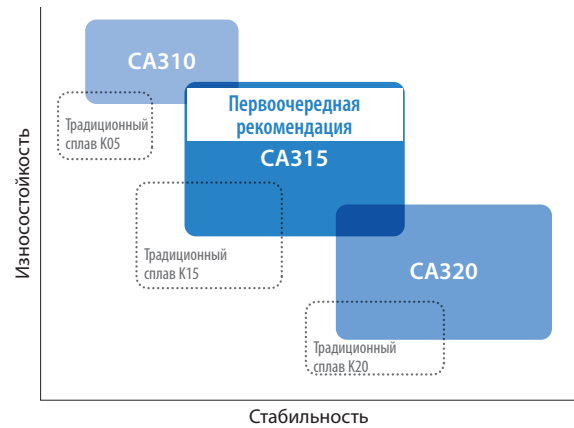 CA310
Первоочередная
рекомендация
CA315
Традиционный
сплав K05
Традиционный
сплав K15
CA320
Традиционный
сплав K20
Износостойкость
Стабильность